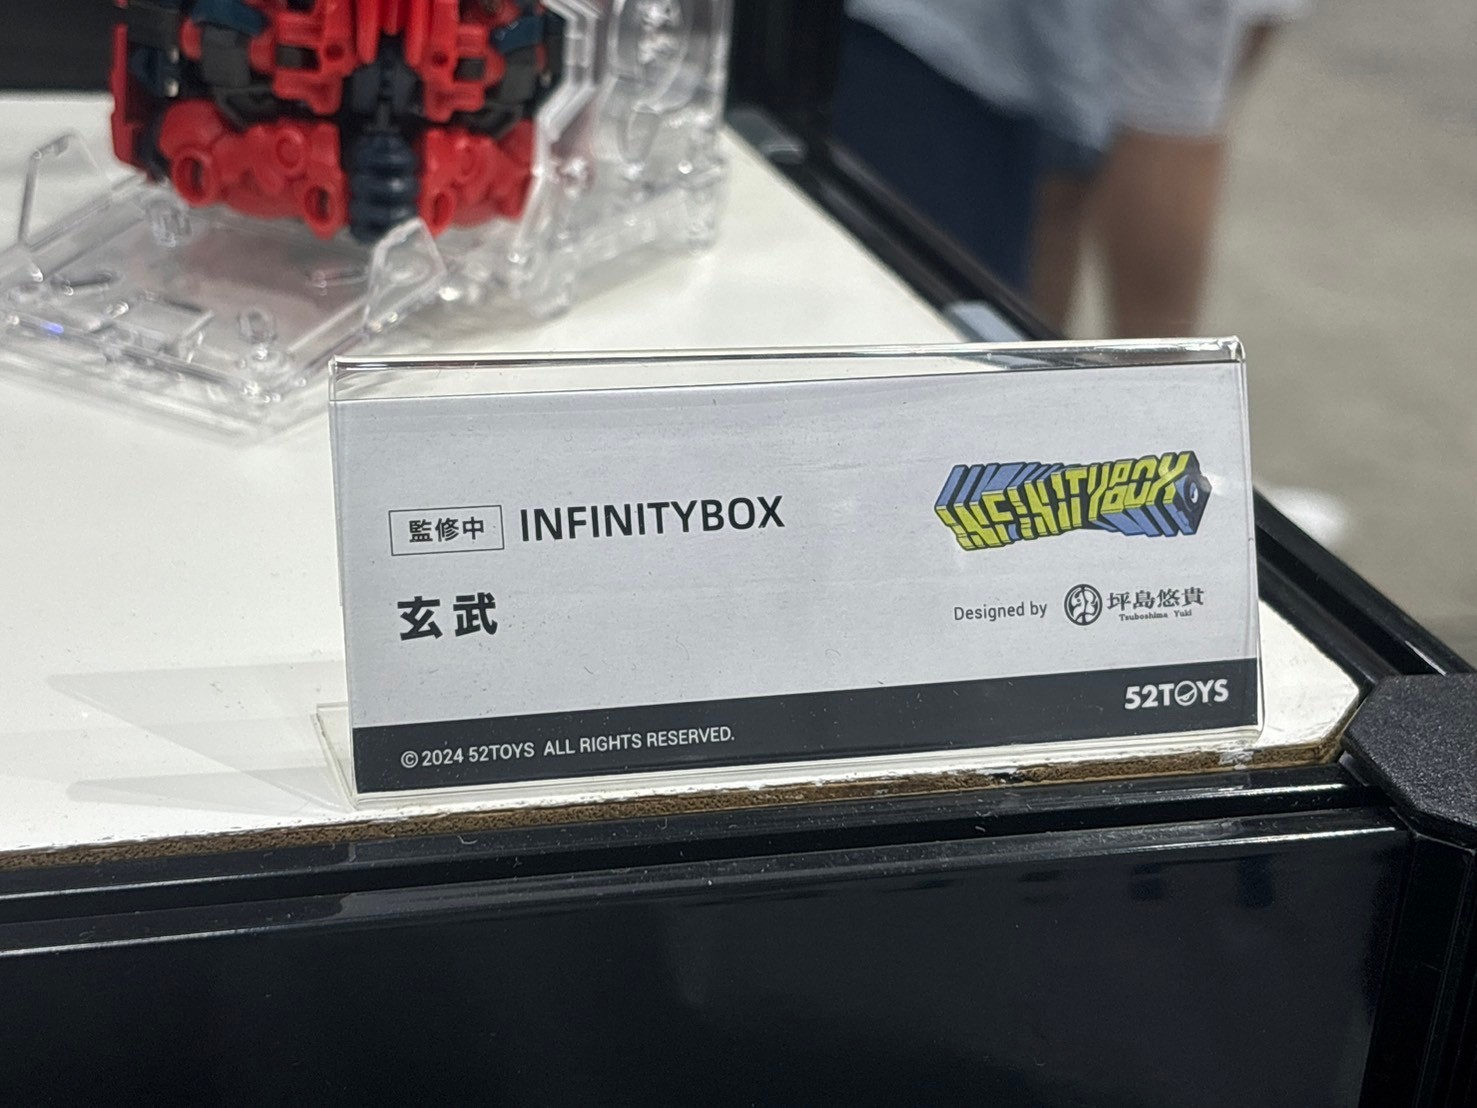 監修中 INFINITYBOX
INFINITYBOX
玄武
Designed by 坪島悠貴
Tsuboshima Yuki
52TOYS
© 2024 52TOYS ALL RIGHTS RESERVED.